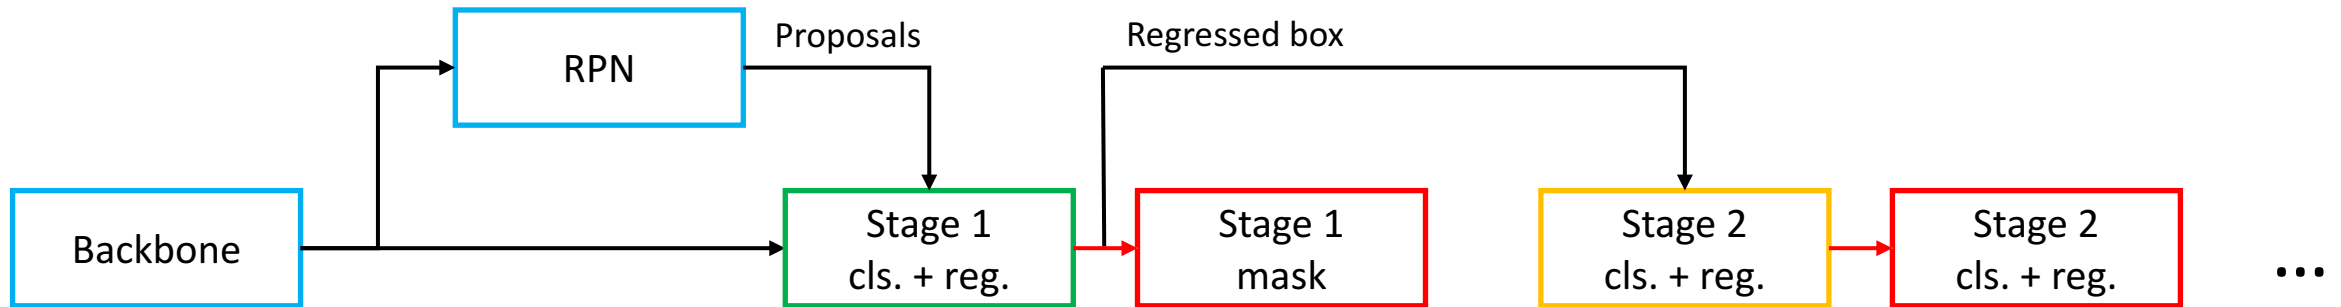 Proposals
Regressed box
RPN
Backbone
Stage 1
cls. + reg.
Stage 1
mask
Stage 2
cls. + reg.
Stage 2
cls. + reg.
...